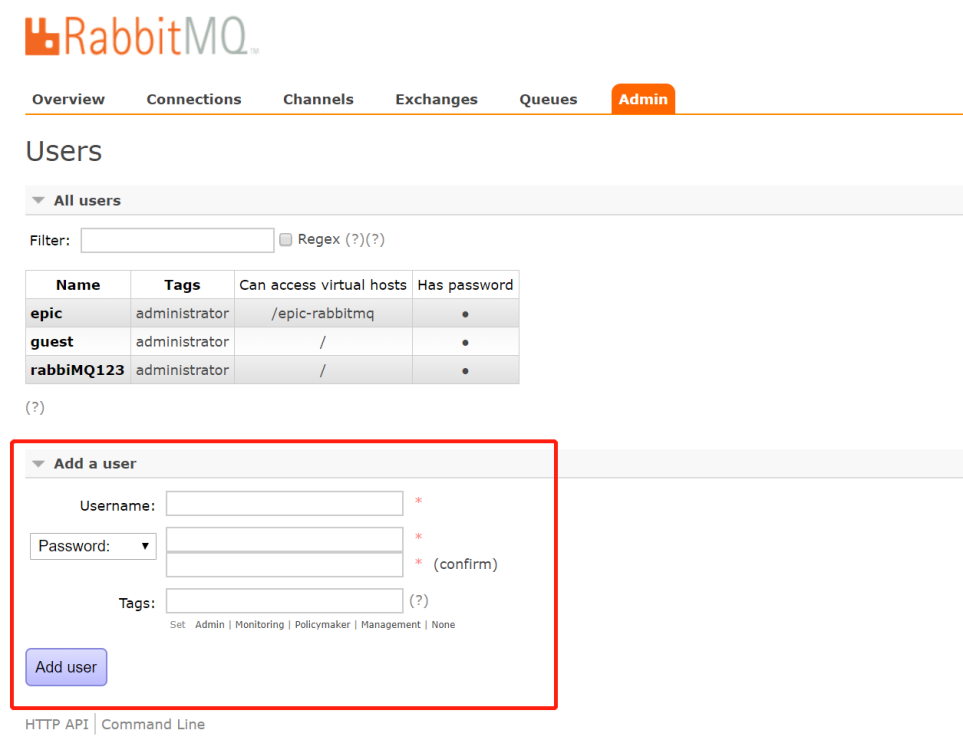 RabbitMQ™
Overview Connections Channels Exchanges Queues Admin
Users
All users
Filter: Regex (?)(?)
Name Tags Can access virtual hosts Has password
epic administrator /epic-rabbitmq ●
guest administrator / ●
rabbiMQ123 administrator / ●
(?)
Add a user
Username: *
Password: ▼ *
* (confirm)
Tags: (?)
Set Admin | Monitoring | Policymaker | Management | None
Add user
HTTP API Command Line